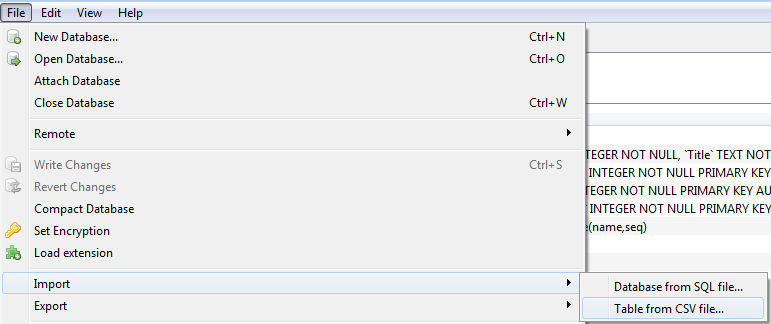 File Edit View Help
New Database... Ctrl+N
Open Database... Ctrl+O
Attach Database
Close Database Ctrl+W
Remote
Write Changes Ctrl+S
Revert Changes
Compact Database
Set Encryption
Load extension
Import
Export
Database from SQL file...
Table from CSV file...
TEGER NOT NULL, `Title` TEXT NOT
INTEGER NOT NULL PRIMARY KEY
TEGER NOT NULL PRIMARY KEY AU
INTEGER NOT NULL PRIMARY KEY
e(name,seq)